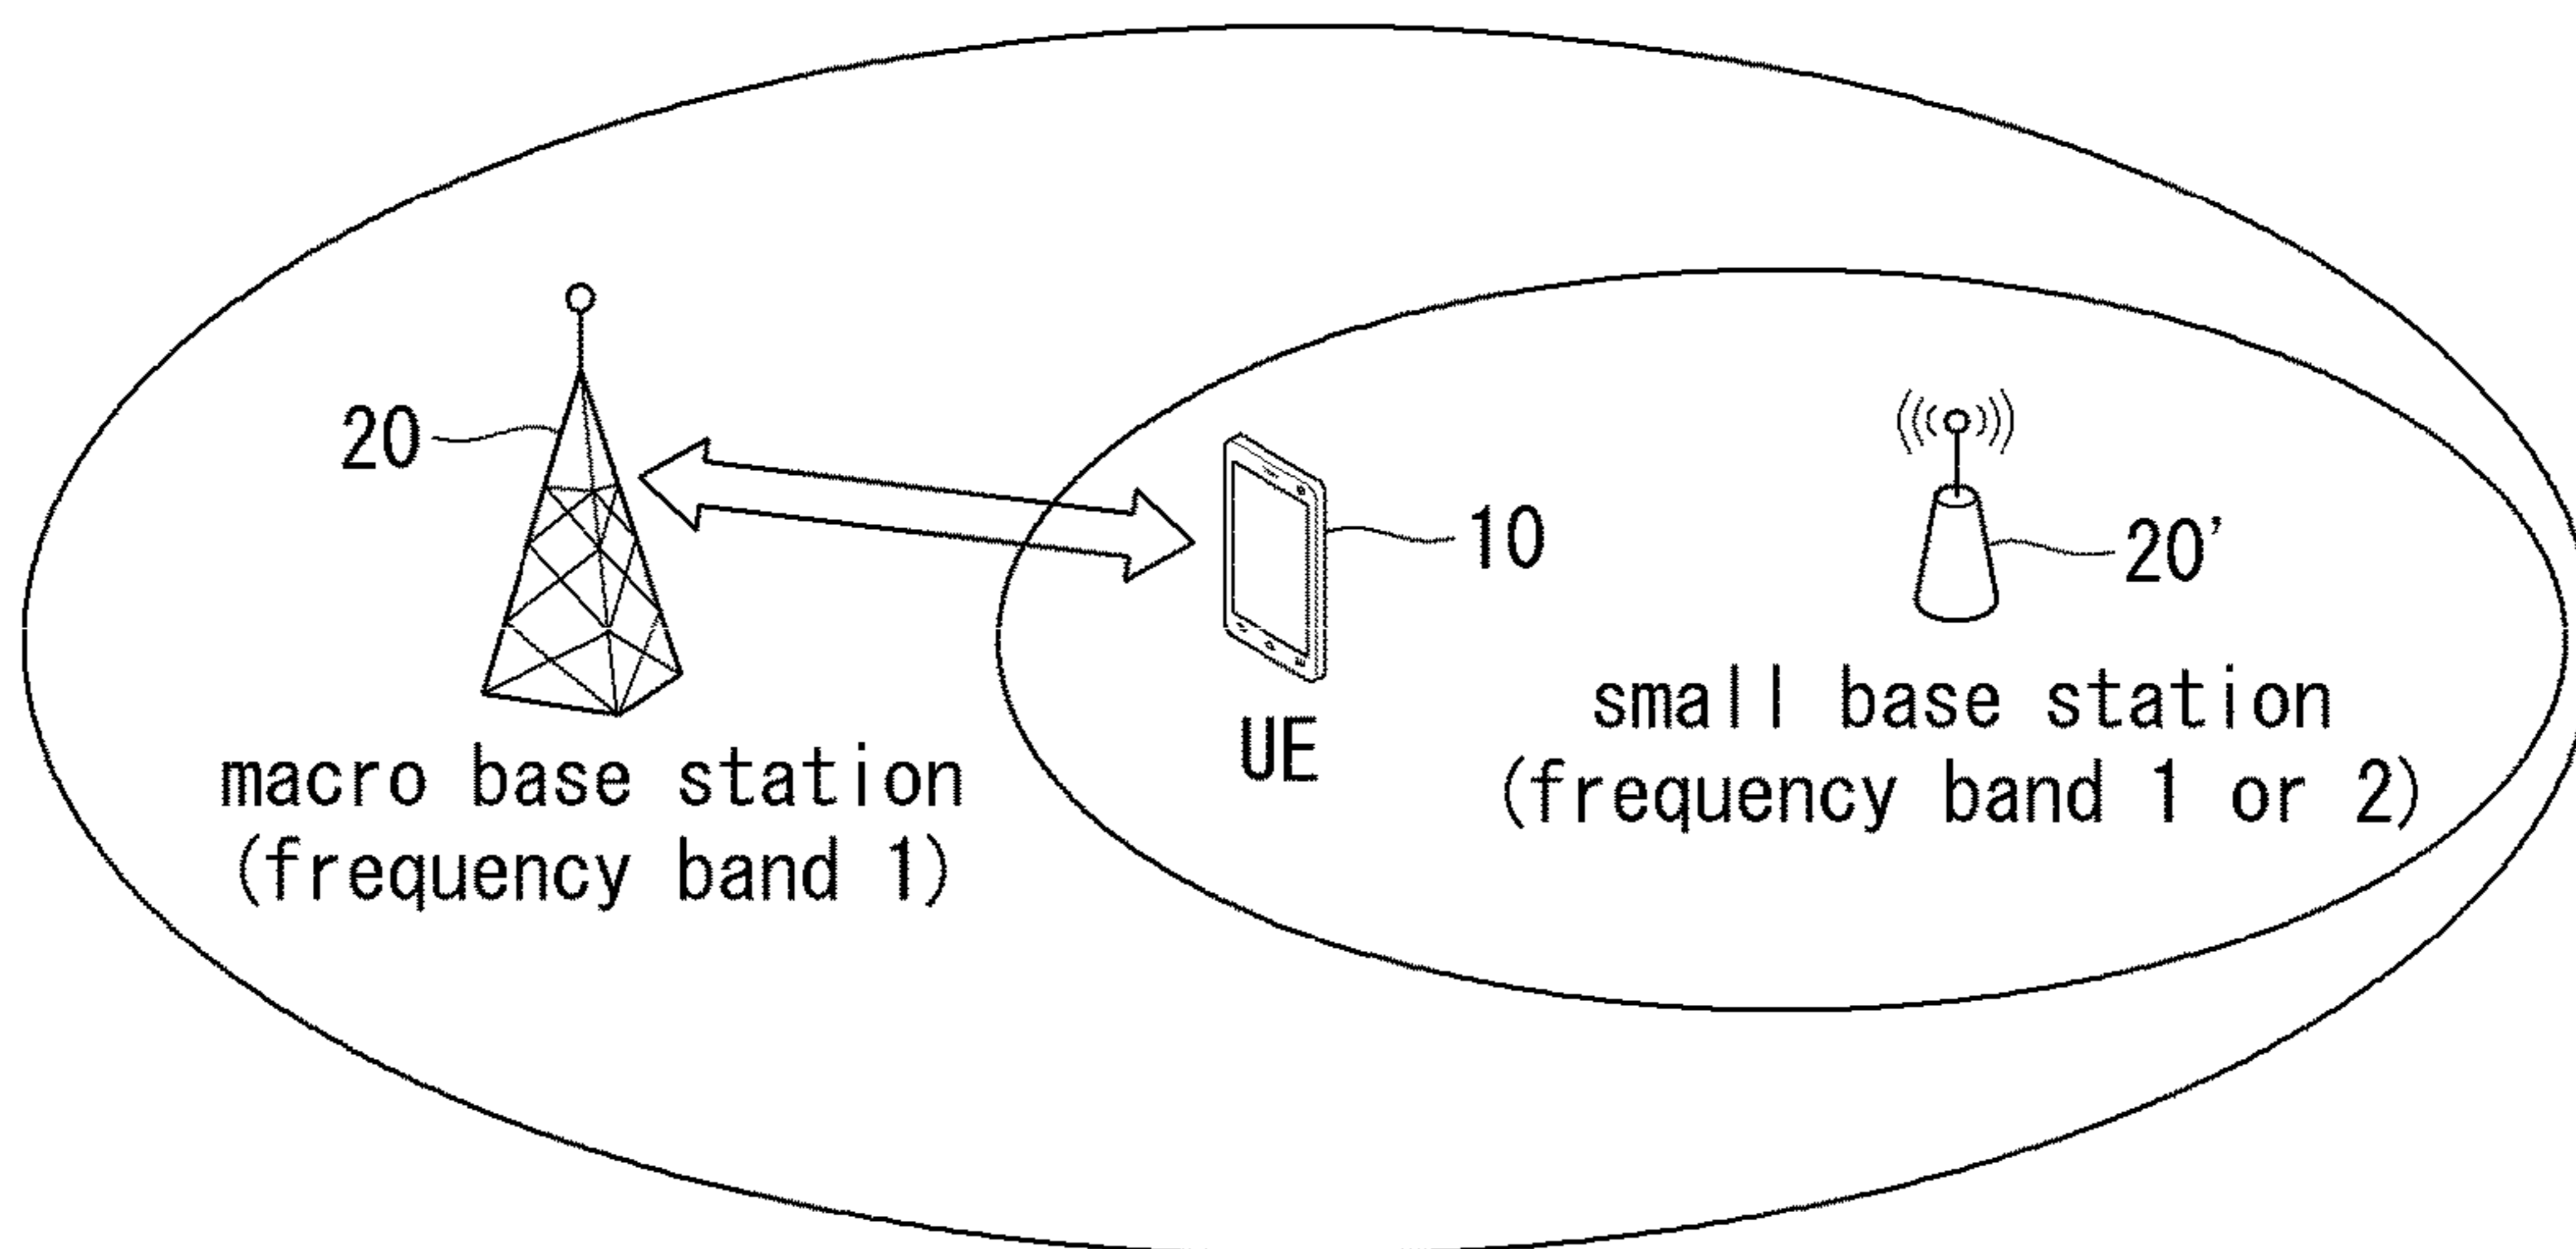 20
10
20'
UE
small base station
(frequency band 1 or 2)
macro base station
(frequency band 1)